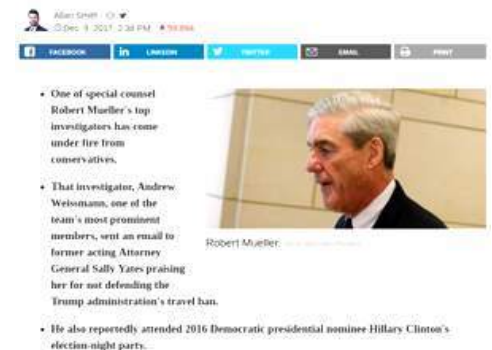 Allan Smith
Dec. 9, 2017, 2:38 PM
FACEBOOK
LINKEDIN
TWITTER
EMAIL
PRINT
• One of special counsel
Robert Mueller's top
investigators has come
under fire from
conservatives.
• That investigator, Andrew
Weissmann, one of the
team's most prominent
members, sent an email to
former acting Attorney
General Sally Yates praising
her for not defending the
Trump administration's travel ban.
Robert Mueller.
• He also reportedly attended 2016 Democratic presidential nominee Hillary Clinton's
election-night party.